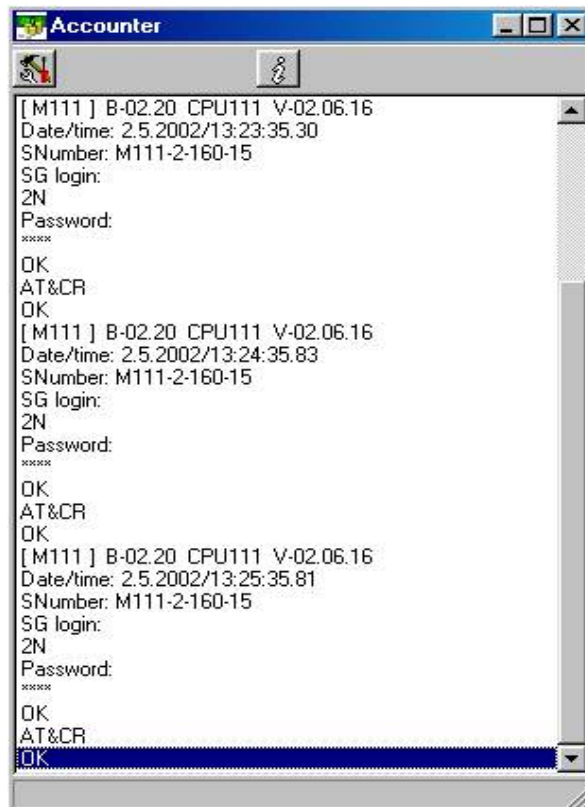 Accounter
[ M111 ] B-02.20 CPU111 V-02.06.16
Date/time: 2.5.2002/13:23:35.30
SNumber: M111-2-160-15
SG login:
2N
Password:
****
OK
AT&CR
OK
[ M111 ] B-02.20 CPU111 V-02.06.16
Date/time: 2.5.2002/13:24:35.83
SNumber: M111-2-160-15
SG login:
2N
Password:
****
OK
AT&CR
OK
[ M111 ] B-02.20 CPU111 V-02.06.16
Date/time: 2.5.2002/13:25:35.81
SNumber: M111-2-160-15
SG login:
2N
Password:
****
OK
AT&CR
OK